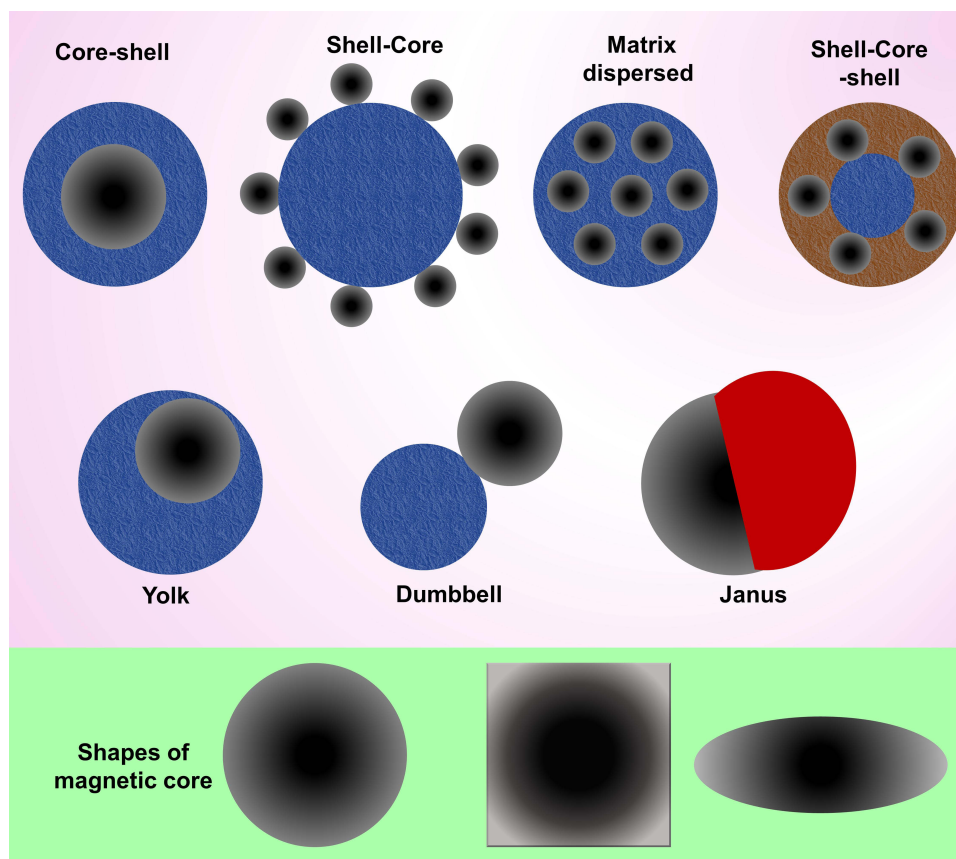 Core-shell
Shell-Core
Matrix
dispersed
Shell-Core
-shell
Yolk
Dumbbell
Janus
Shapes of
magnetic core